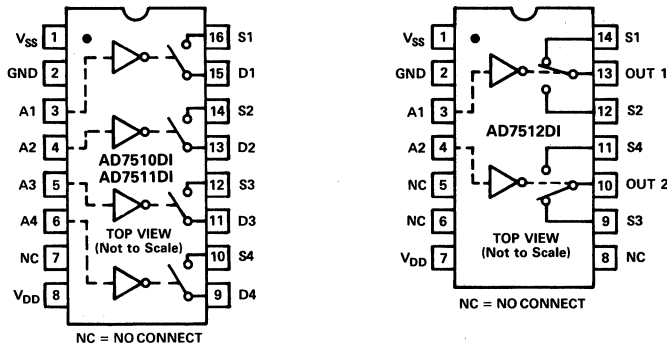 VSS 1 16 S1
GND 2 15 D1
A1 3 14 S2
A2 4 13 D2
AD7510DI
AD7511DI
A3 5 12 S3
A4 6 11 D3
TOP VIEW
(Not to Scale)
NC 7 10 S4
VDD 8 9 D4
NC = NO CONNECT
VSS 1 14 S1
GND 2 13 OUT 1
A1 3 12 S2
AD7512DI
A2 4 11 S4
NC 5 10 OUT 2
NC 6 9 S3
TOP VIEW
(Not to Scale)
VDD 7 8 NC
NC = NO CONNECT